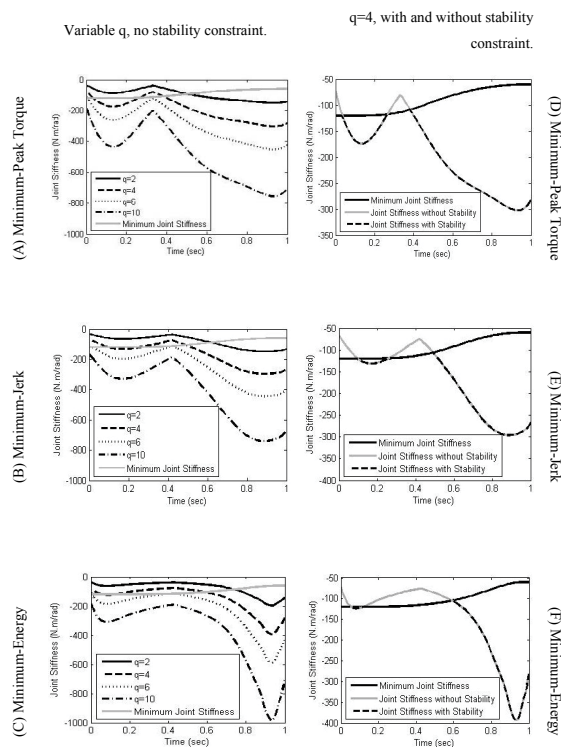 Variable q, no stability constraint.
q=4, with and without stability
constraint.
(A) Minimum-Peak Torque
Joint Stiffness (N.m/rad)
0
-200
-400
-600
-800
-1000
q=2
q=4
q=6
q=10
Minimum Joint Stiffness
0 0.2 0.4 0.6 0.8 1
Time (sec)
(D) Minimum-Peak Torque
Joint Stiffness (N.m/rad)
-50
-100
-150
-200
-250
-300
-350
Minimum Joint Stiffness
Joint Stiffness without Stability
Joint Stiffness with Stability
0 0.2 0.4 0.6 0.8 1
Time (sec)
(B) Minimum-Jerk
Joint Stiffness (N.m/rad)
0
-200
-400
-600
-800
-1000
q=2
q=4
q=6
q=10
Minimum Joint Stiffness
0 0.2 0.4 0.6 0.8 1
Time (sec)
(E) Minimum-Jerk
Joint Stiffness (N.m/rad)
-50
-100
-150
-200
-250
-300
-350
Minimum Joint Stiffness
Joint Stiffness without Stability
Joint Stiffness with Stability
0 0.2 0.4 0.6 0.8 1
Time (sec)
(C) Minimum-Energy
Joint Stiffness (N.m/rad)
0
-200
-400
-600
-800
-1000
q=2
q=4
q=6
q=10
Minimum Joint Stiffness
0 0.2 0.4 0.6 0.8 1
Time (sec)
(F) Minimum-Energy
Joint Stiffness (N.m/rad)
-50
-100
-150
-200
-250
-300
-350
-400
Minimum Joint Stiffness
Joint Stiffness without Stability
Joint Stiffness with Stability
0 0.2 0.4 0.6 0.8 1
Time (sec)